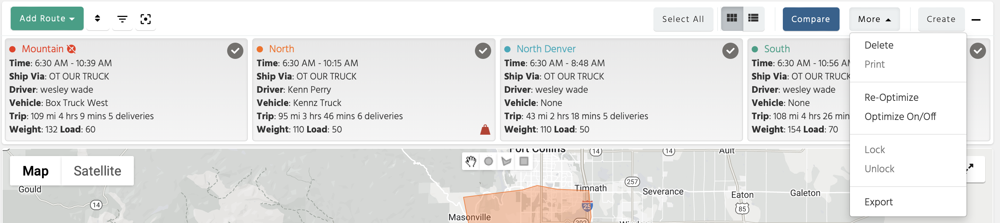 Add Route
Select All
Compare
More
Create
Mountain
Time: 6:30 AM - 10:39 AM
Ship Via: OT OUR TRUCK
Driver: wesley wade
Vehicle: Box Truck West
Trip: 109 mi 4 hrs 9 mins 5 deliveries
Weight: 132 Load: 60
North
Time: 6:30 AM - 10:15 AM
Ship Via: OT OUR TRUCK
Driver: Kenn Perry
Vehicle: Kennz Truck
Trip: 95 mi 3 hrs 46 mins 6 deliveries
Weight: 110 Load: 50
North Denver
Time: 6:30 AM - 8:48 AM
Ship Via: OT OUR TRUCK
Driver: wesley wade
Vehicle: None
Trip: 43 mi 2 hrs 18 mins 5 deliveries
Weight: 110 Load: 50
South
Time: 6:30 AM - 10:56 AM
Ship Via: OT OUR TRUCK
Driver: wesley wade
Vehicle: None
Trip: 108 mi 4 hrs 26 min
Weight: 154 Load: 70
Delete
Print
Re-Optimize
Optimize On/Off
Lock
Unlock
Export
Map
Satellite
Fort Collins
14
14
Ault
Gould
14
257
Timnath
Severance
Eaton
Galeton
25
85
Masonville
392